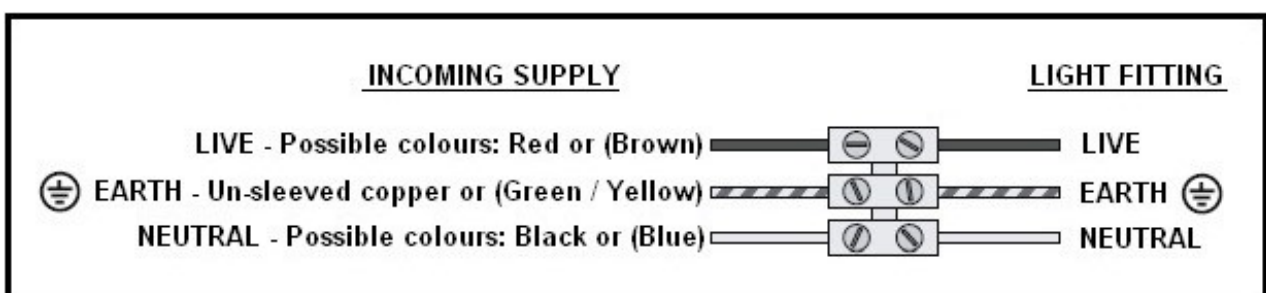 INCOMING SUPPLY LIGHT FITTING
LIVE - Possible colours: Red or (Brown) LIVE
EARTH - Un-sleeved copper or (Green / Yellow) EARTH
NEUTRAL - Possible colours: Black or (Blue) NEUTRAL